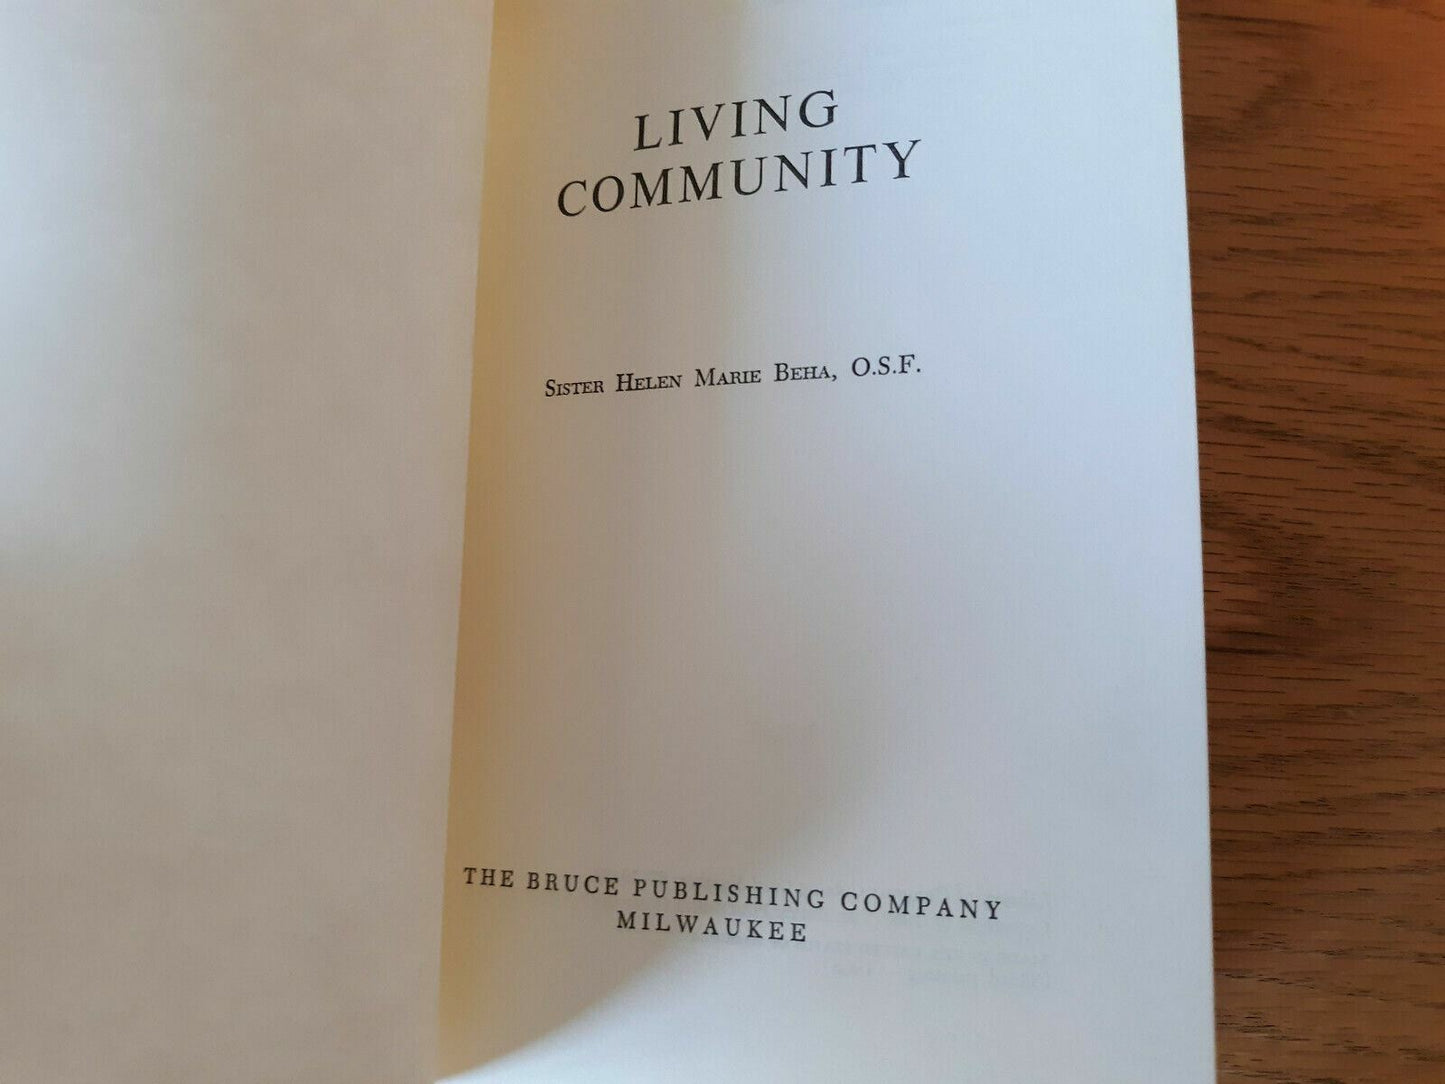 LIVING
COMMUNITY
SISTER HELEN MARIE BEHA, O.S.F.
THE BRUCE PUBLISHING COMPANY
MILWAUKEE